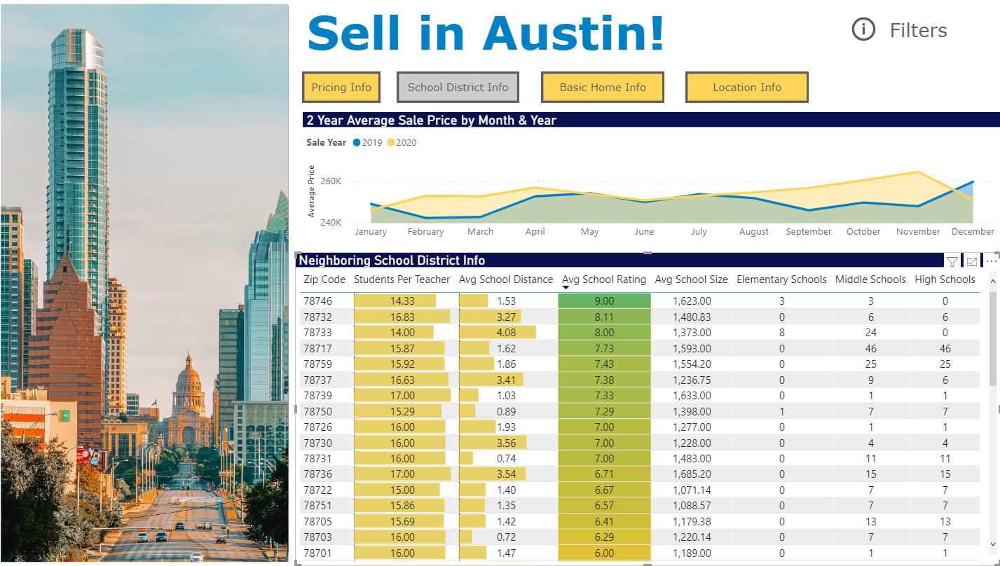 Sell in Austin!
Filters
Pricing Info School District Info Basic Home Info Location Info
2 Year Average Sale Price by Month & Year
Sale Year 2019 2020
Average Price
260K
240K
January February March April May June July August September October November December
Neighboring School District Info
Zip Code Students Per Teacher Avg School Distance Avg School Rating Avg School Size Elementary Schools Middle Schools High Schools
78746 14.33 1.53 9.00 1,623.00 3 3 0
78732 16.83 3.27 8.11 1,480.83 0 6 6
78733 14.00 4.08 8.00 1,373.00 8 24 0
78717 15.87 1.62 7.73 1,593.00 0 46 46
78759 15.92 1.86 7.43 1,554.20 0 25 25
78737 16.63 3.41 7.38 1,236.75 0 9 6
78739 17.00 1.03 7.33 1,633.00 0 1 1
78750 15.29 0.89 7.29 1,398.00 1 7 7
78726 16.00 1.93 7.00 1,277.00 0 1 1
78730 16.00 3.56 7.00 1,228.00 0 4 4
78731 16.00 0.74 7.00 1,483.00 0 11 11
78736 17.00 3.54 6.71 1,685.20 0 15 15
78722 15.00 1.40 6.67 1,071.14 0 7 7
78751 15.86 1.35 6.57 1,088.57 0 7 7
78705 15.69 1.42 6.41 1,179.38 0 13 13
78703 16.00 0.72 6.29 1,220.14 0 7 7
78701 16.00 1.47 6.00 1,189.00 0 1 1